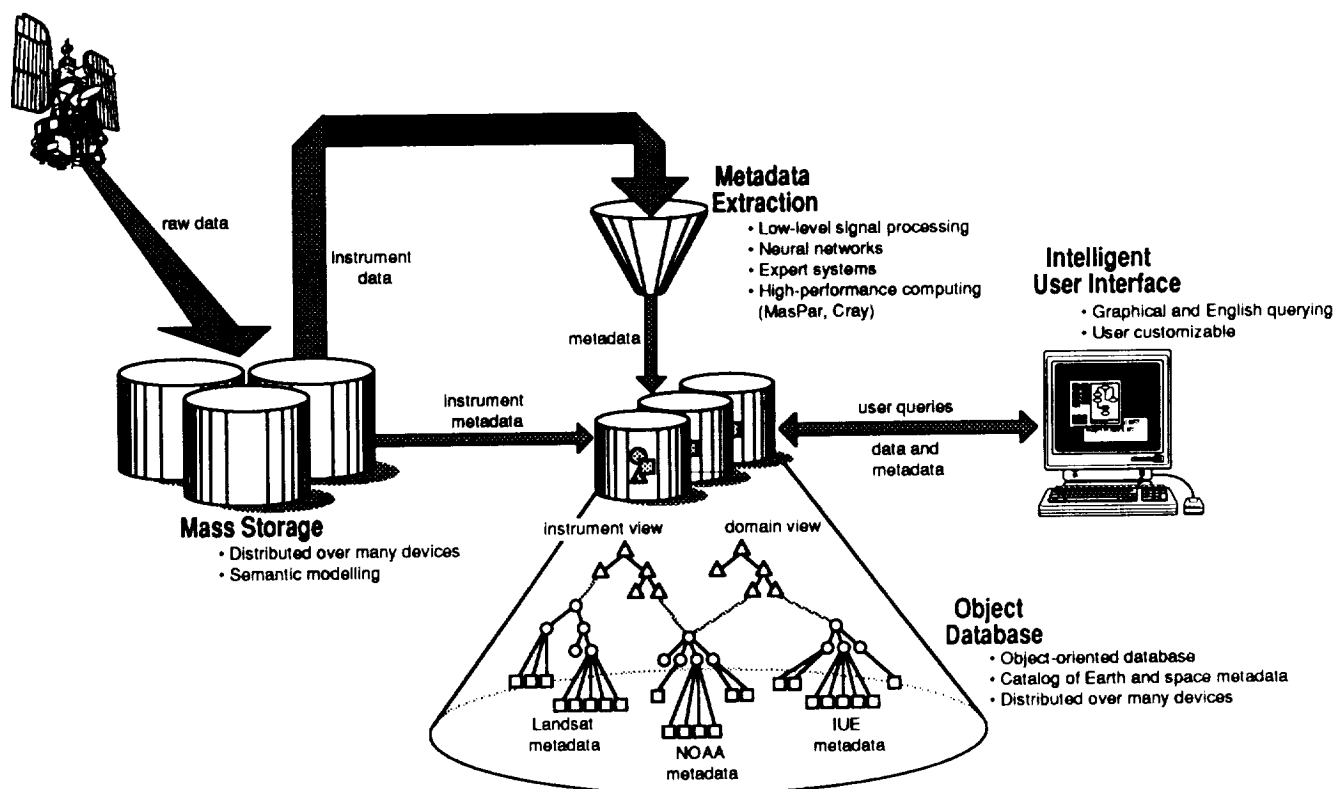 raw data
Instrument
data
Metadata
Extraction
• Low-level signal processing
• Neural networks
• Expert systems
• High-performance computing
(MasPar, Cray)
metadata
Intelligent
User Interface
• Graphical and English querying
• User customizable
instrument
metadata
user queries
data and
metadata
Mass Storage
• Distributed over many devices
• Semantic modelling
instrument view
domain view
Object
Database
• Object-oriented database
• Catalog of Earth and space metadata
• Distributed over many devices
Landsat
metadata
NOAA
metadata
IUE
metadata